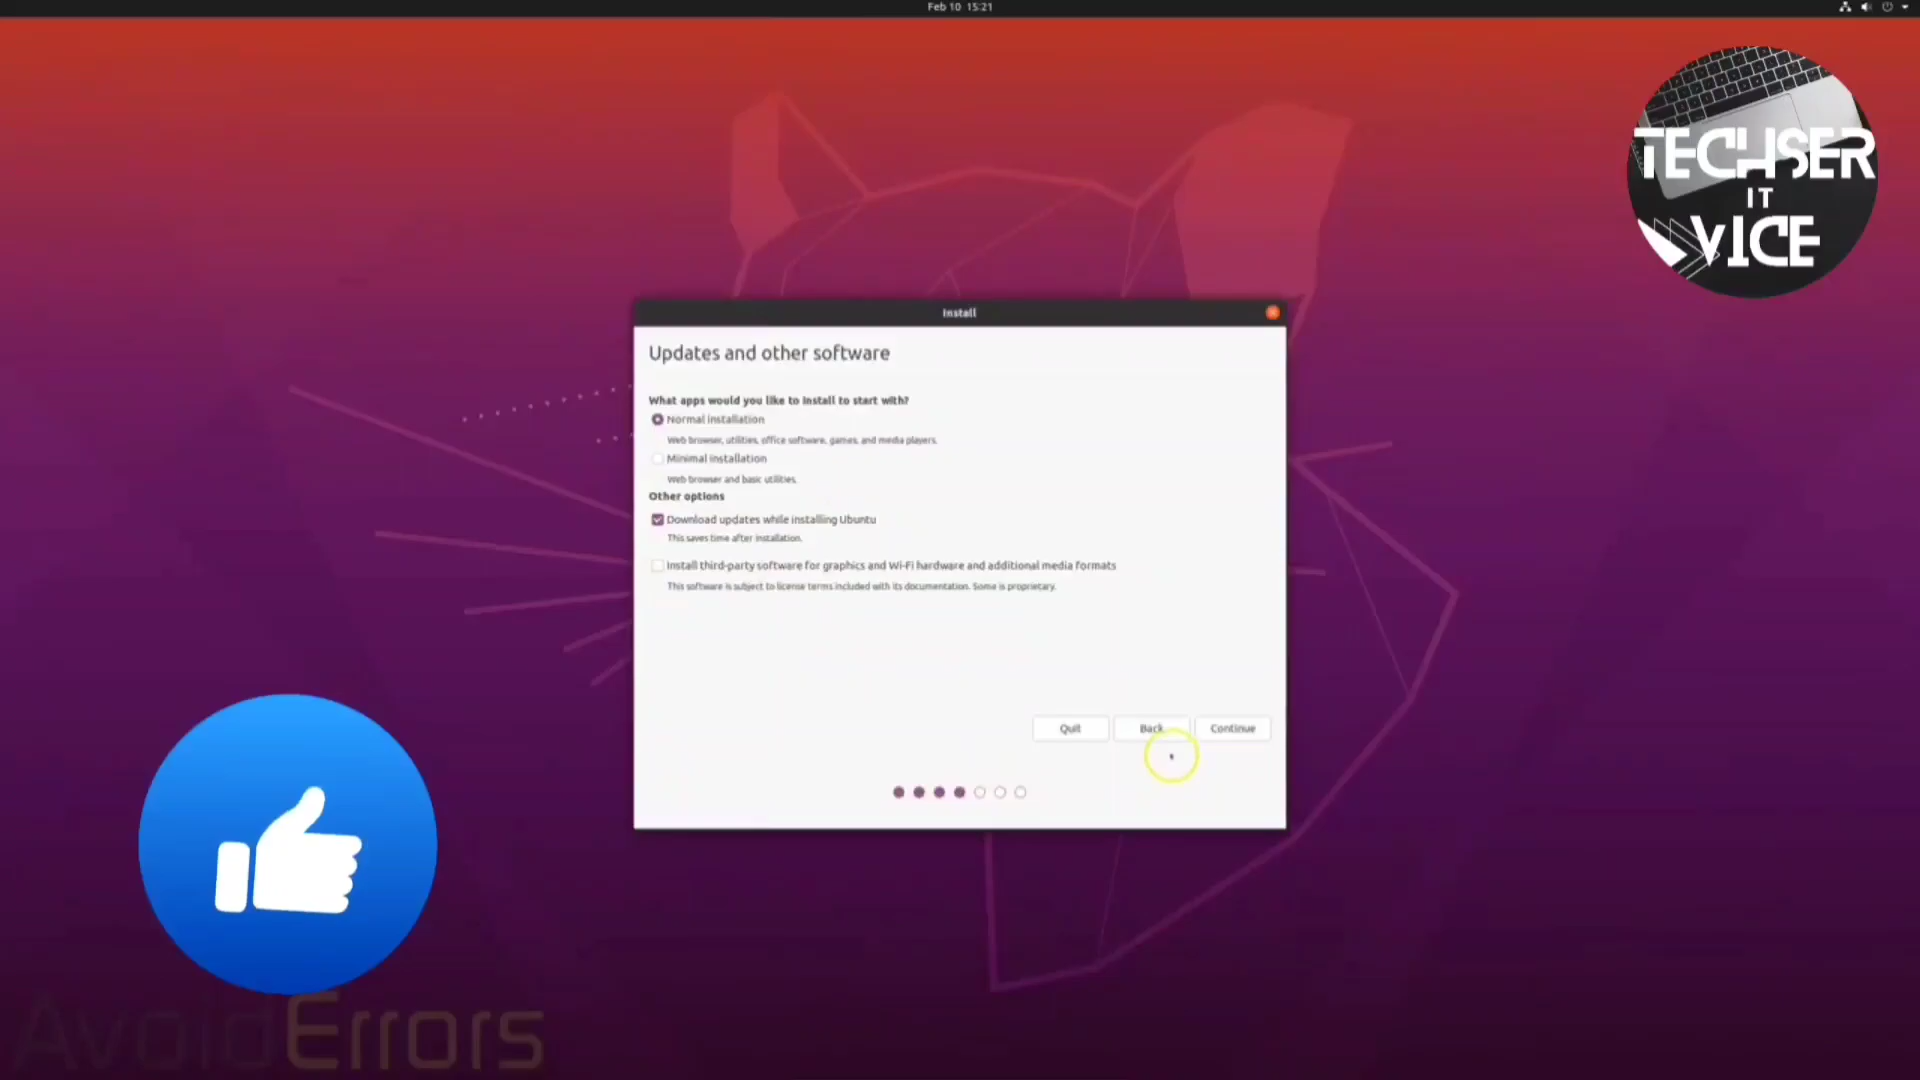 Feb 10 15:21
TECHSER
IT
VICE
Install
Updates and other software
What apps would you like to install to start with?
Normal installation
Web browser, utilities, office software, games, and media players.
Minimal installation
Web browser and basic utilities.
Other options
Download updates while installing Ubuntu
This saves time after installation.
Install third-party software for graphics and Wi-Fi hardware and additional media formats
This software is subject to license terms included with its documentation. Some is proprietary.
Quit
Back
Continue
AvoidErrors